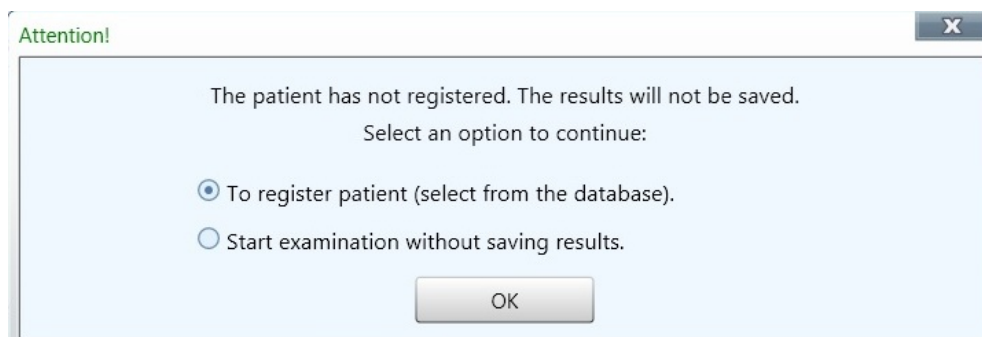 Attention!
The patient has not registered. The results will not be saved.
Select an option to continue:
To register patient (select from the database).
Start examination without saving results.
OK